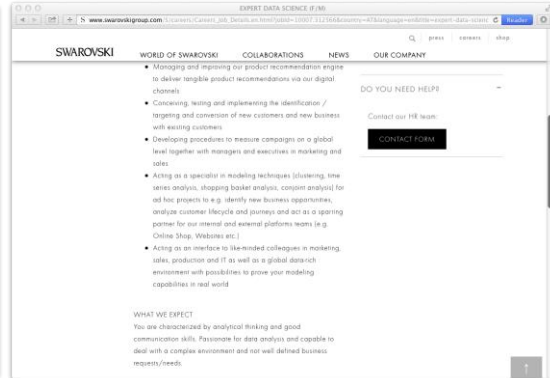 EXPERT DATA SCIENCE (F/M)
www.swarovskigroup.com
Reader
press careers shop
SWAROVSKI
WORLD OF SWAROVSKI COLLABORATIONS NEWS OUR COMPANY
• Managing and improving our product recommendation engine
to deliver tangible product recommendations via our digital
channels
• Conceiving, testing and implementing the identification /
targeting and conversion of new customers and new business
with existing customers
• Developing procedures to measure campaigns on a global
level together with managers and executives in marketing and
sales
• Acting as a specialist in modeling techniques (clustering, time
series analysis, shopping basket analysis, conjoint analysis) for
ad hoc projects to e.g. identify new business opportunities,
analyze customer lifecycle and journeys and act as a sparring
partner for our internal and external platforms teams (e.g.
Online Shop, Websites etc.)
• Acting as an interface to like-minded colleagues in marketing,
sales, production and IT as well as a global data-rich
environment with possibilities to prove your modeling
capabilities in real world
WHAT WE EXPECT
You are characterized by analytical thinking and good
communication skills. Passionate for data analysis and capable to
deal with a complex environment and not well defined business
requests/needs.
DO YOU NEED HELP? –
Contact our HR team:
CONTACT FORM